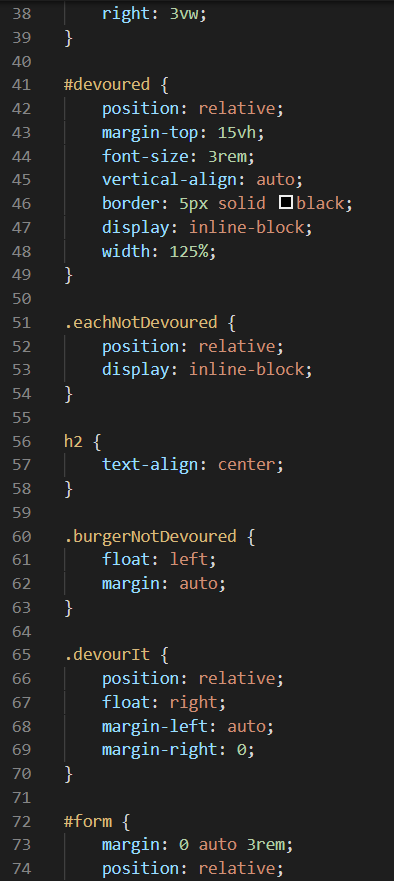 38 right: 3vw;
39 }
40
41 #devoured {
42 position: relative;
43 margin-top: 15vh;
44 font-size: 3rem;
45 vertical-align: auto;
46 border: 5px solid black;
47 display: inline-block;
48 width: 125%;
49 }
50
51 .eachNotDevoured {
52 position: relative;
53 display: inline-block;
54 }
55
56 h2 {
57 text-align: center;
58 }
59
60 .burgerNotDevoured {
61 float: left;
62 margin: auto;
63 }
64
65 .devourIt {
66 position: relative;
67 float: right;
68 margin-left: auto;
69 margin-right: 0;
70 }
71
72 #form {
73 margin: 0 auto 3rem;
74 position: relative;